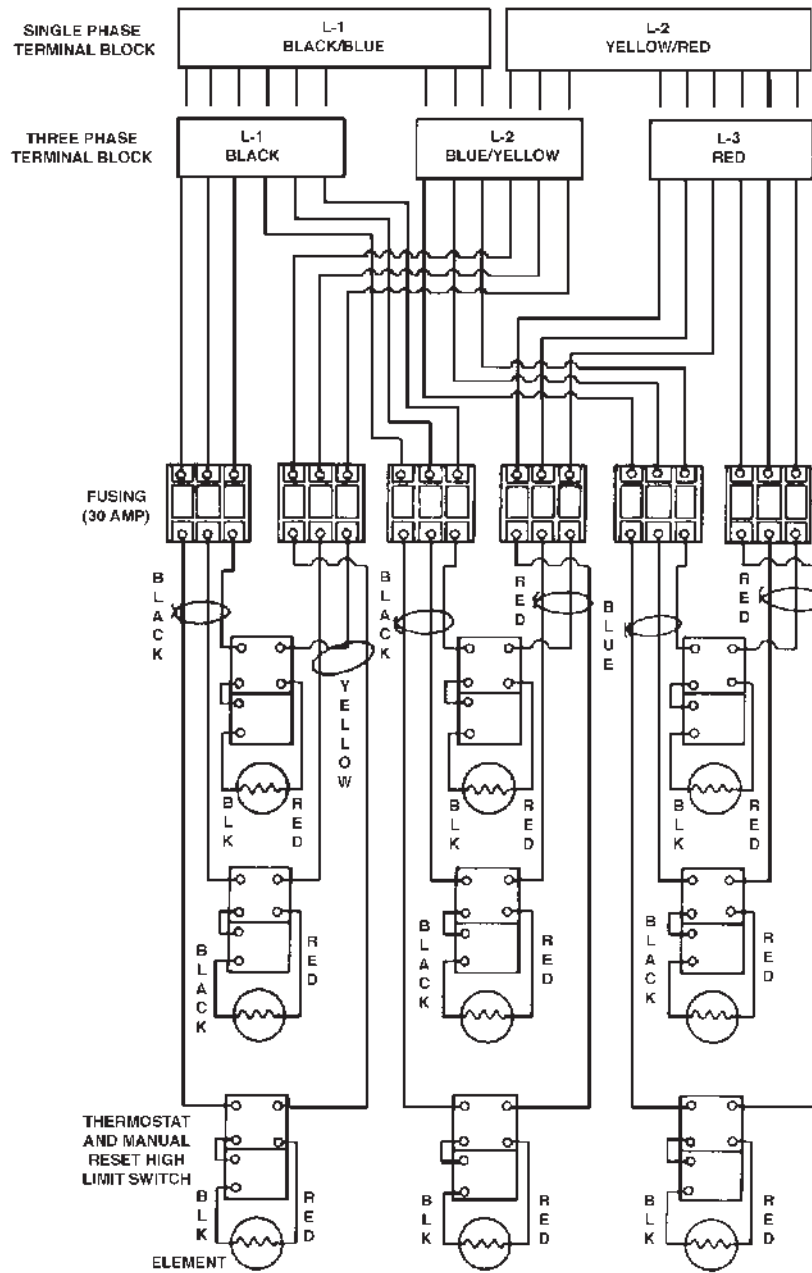 SINGLE PHASE
TERMINAL BLOCK
L-1
BLACK/BLUE
L-2
YELLOW/RED
THREE PHASE
TERMINAL BLOCK
L-1
BLACK
L-2
BLUE/YELLOW
L-3
RED
FUSING
(30 AMP)
BLACK
YELLOW
BLACK
RED
BLUE
RED
BLK
RED
BLK
RED
BLK
RED
BLACK
RED
BLACK
RED
BLACK
RED
THERMOSTAT
AND MANUAL
RESET HIGH
LIMIT SWITCH
BLK
RED
BLK
RED
BLK
RED
ELEMENT